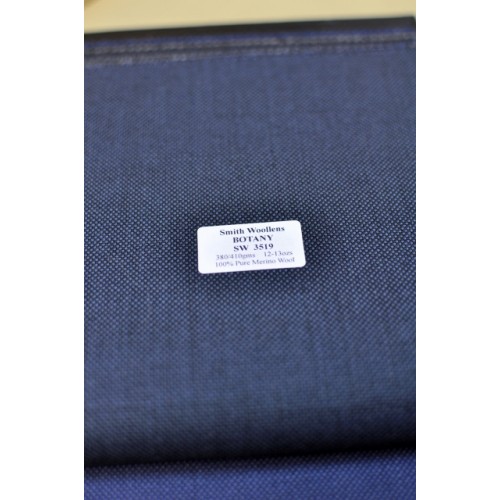 Smith Woollens
BOTANY
SW 3519
380/410gms 12-13ozs
100% Pure Merino Wool